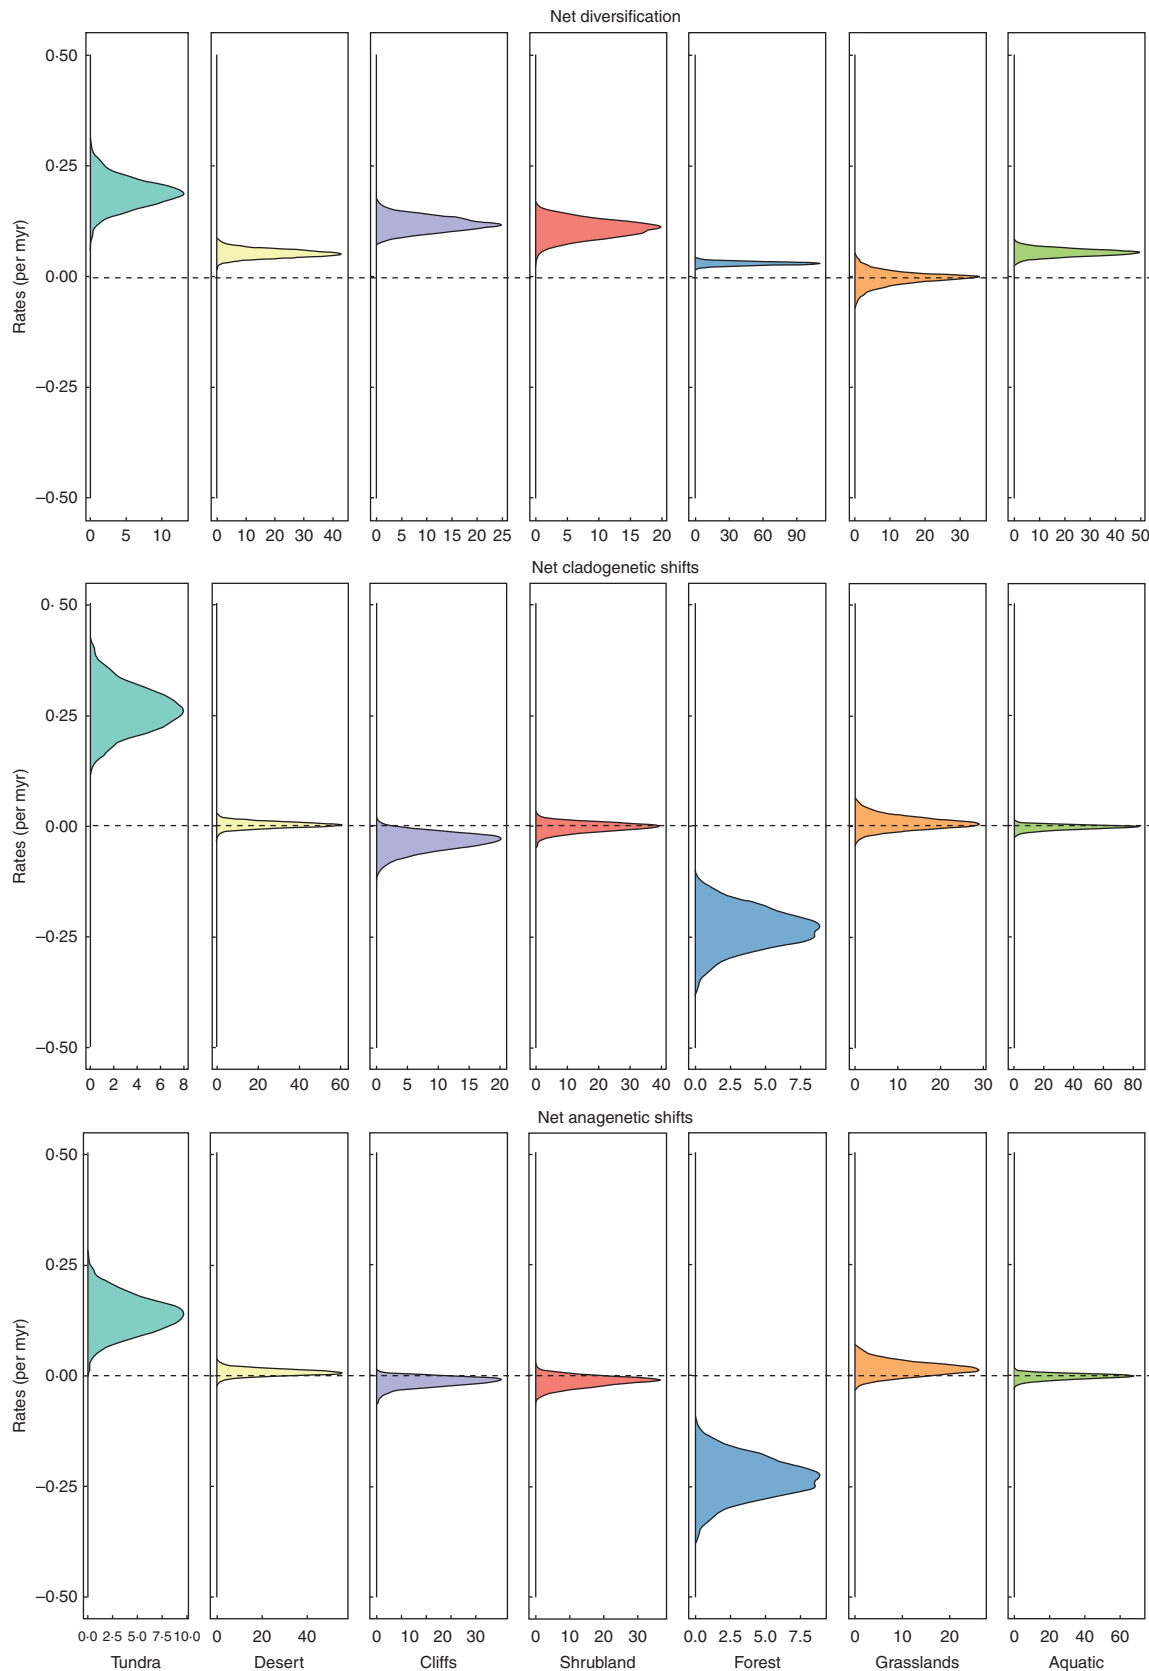 Net diversification
0·50
0·25
0·00
–0·25
–0·50
Rates (per myr)
0 5 10
0 10 20 30 40
0 5 10 15 20 25
0 5 10 15 20
0 30 60 90
0 10 20 30
0 10 20 30 40 50
Net cladogenetic shifts
0· 50
0·25
0·00
–0·25
–0·50
Rates (per myr)
0 2 4 6 8
0 20 40 60
0 5 10 15 20
0 10 20 30 40
0.0 2.5 5.0 7.5
0 10 20 30
0 20 40 60 80
Net anagenetic shifts
0·50
0·25
0·00
–0·25
–0·50
Rates (per myr)
0·0 2·5 5·0 7·5 10·0
0 20 40
0 10 20 30
0 10 20 30
0.0 2.5 5.0 7.5
0 10 20
0 20 40 60
Tundra Desert Cliffs Shrubland Forest Grasslands Aquatic